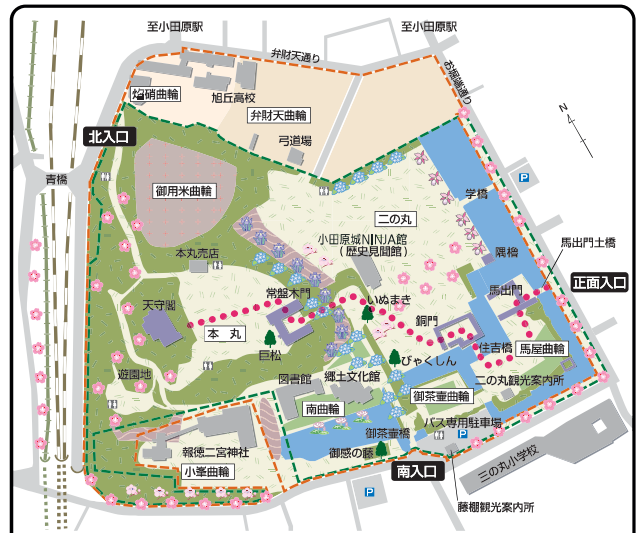 至小田原駅
至小田原駅
弁財天通り
お堀端通り
焔硝曲輪
旭丘高校
弁財天曲輪
北入口
弓道場
N
P
青橋
御用米曲輪
学橋
二の丸
小田原城NINJA館
（歴史見聞館）
隅櫓
馬出門土橋
本丸売店
正面入口
馬出門
常盤木門
いぬまき
天守閣
銅門
本 丸
住吉橋
馬屋曲輪
巨松
びゃくしん
遊園地
図書館
郷土文化館
二の丸観光案内所
御茶壷曲輪
南曲輪
バス専用駐車場
P
御茶壷橋
報徳二宮神社
御感の藤
小峯曲輪
南入口
三の丸小学校
P
藤棚観光案内所